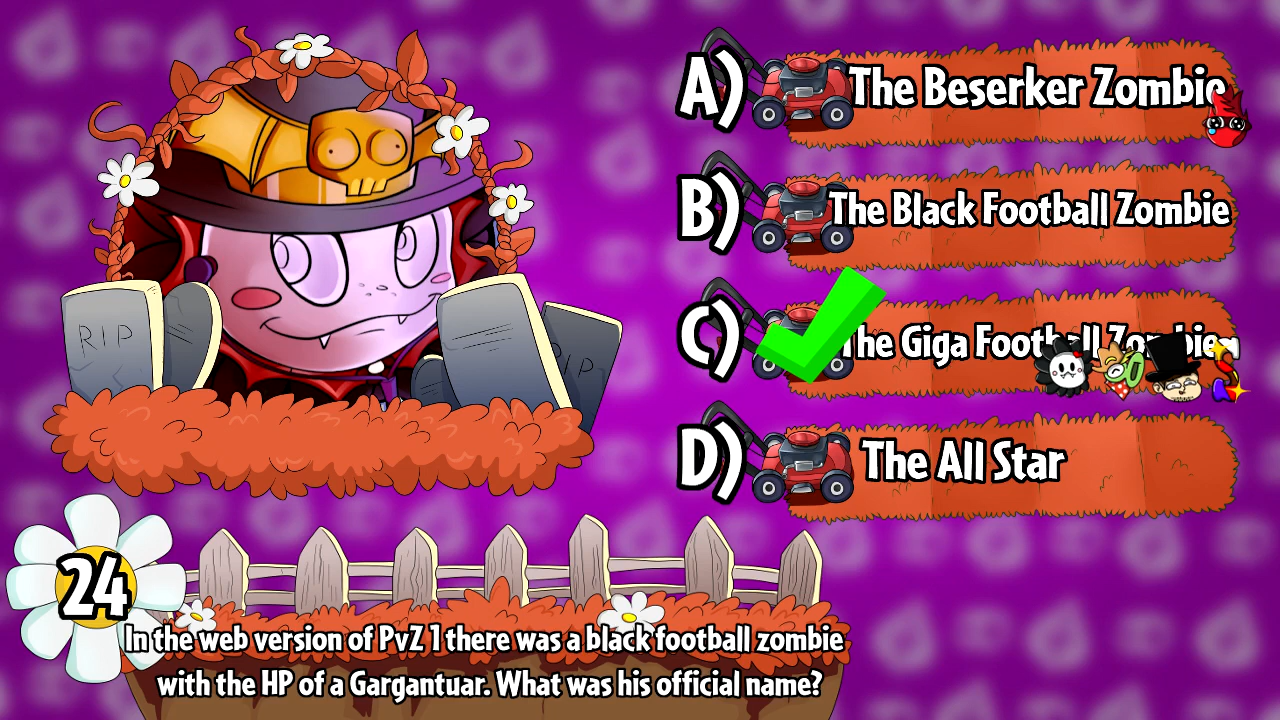 A) The Beserker Zombie
B) The Black Football Zombie
C) The Giga Football Zombie
D) The All Star
RIP
RIP
24
In the web version of PvZ 1 there was a black football zombie
with the HP of a Gargantuar. What was his official name?